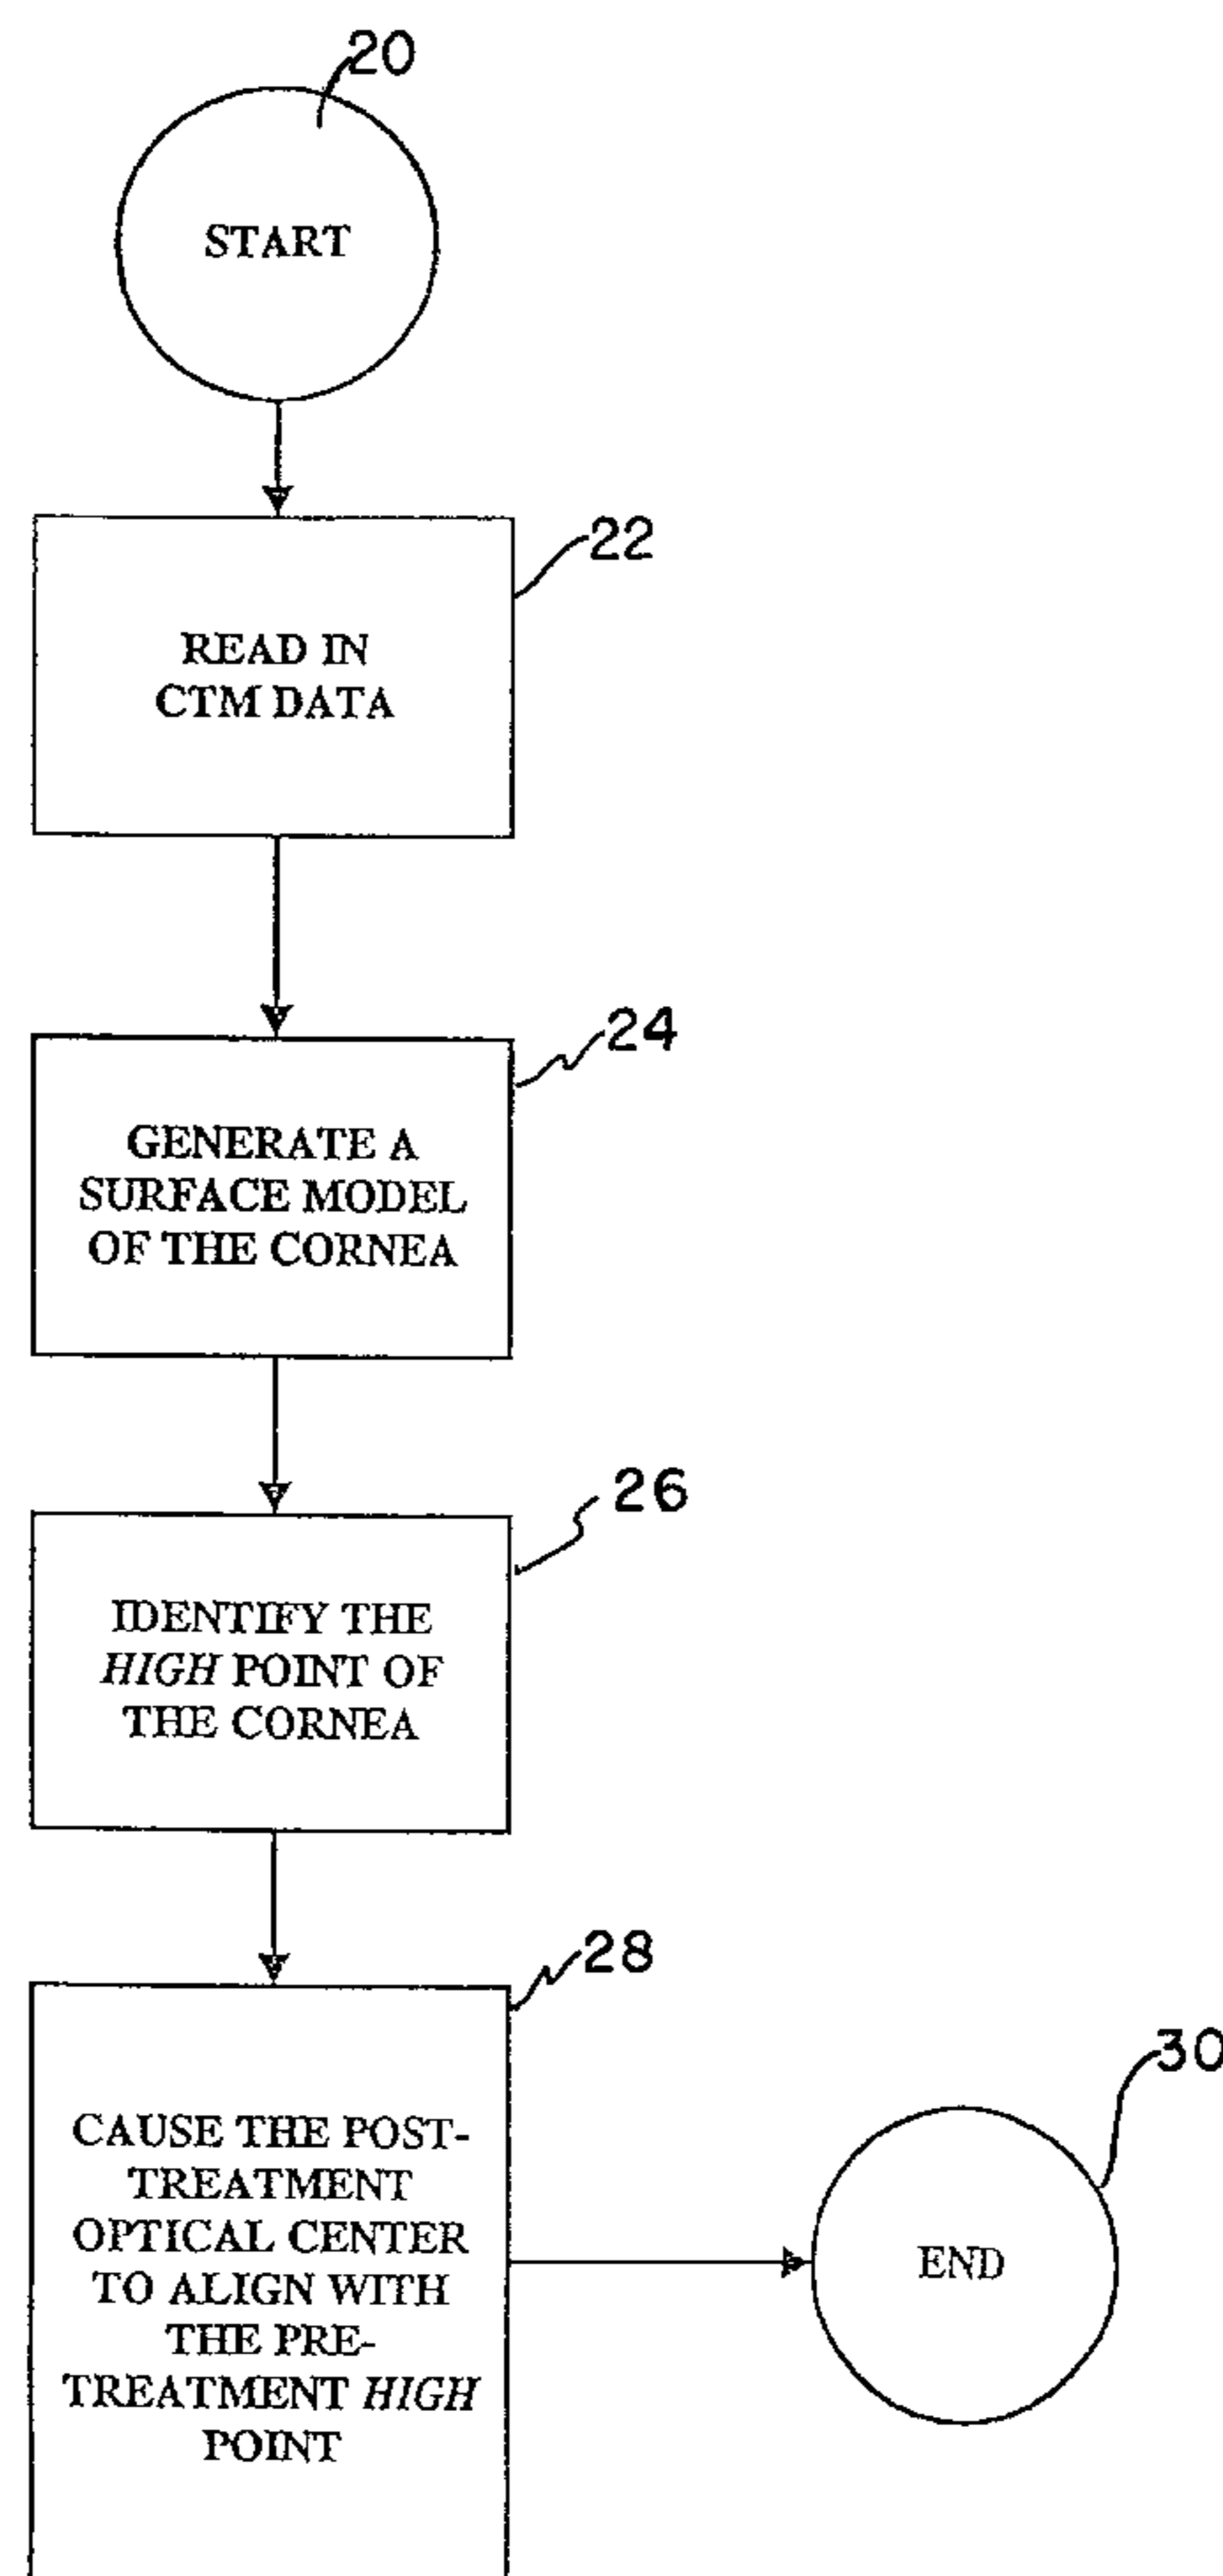 20
START
22
READ IN
CTM DATA
24
GENERATE A
SURFACE MODEL
OF THE CORNEA
26
IDENTIFY THE
HIGH POINT OF
THE CORNEA
28
CAUSE THE POST-
TREATMENT
OPTICAL CENTER
TO ALIGN WITH
THE PRE-
TREATMENT HIGH
POINT
30
END